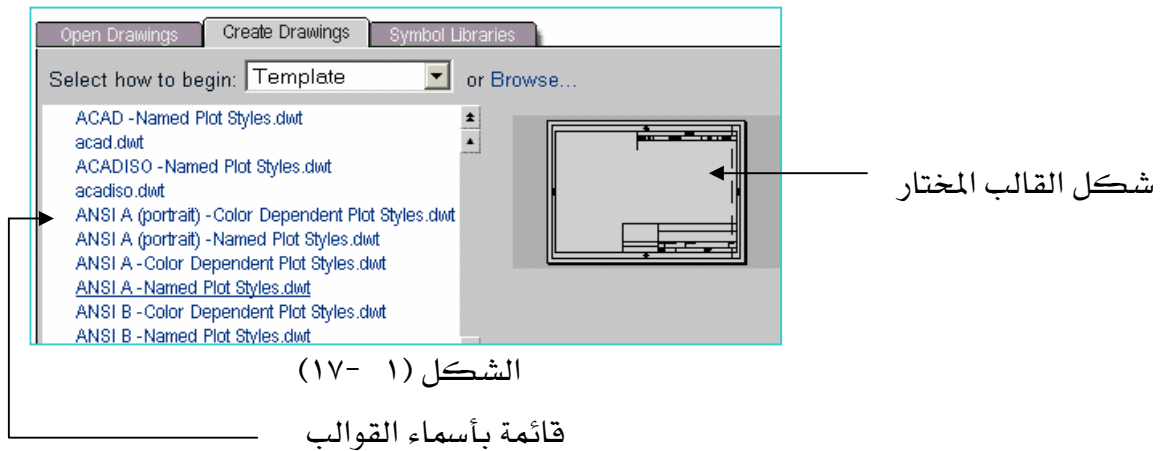 Open Drawings Create Drawings Symbol Libraries
Select how to begin: Template or Browse...
ACAD -Named Plot Styles.dwt
acad.dwt
ACADISO -Named Plot Styles.dwt
acadiso.dwt
ANSI A (portrait) -Color Dependent Plot Styles.dwt
ANSI A (portrait) -Named Plot Styles.dwt
ANSI A -Color Dependent Plot Styles.dwt
ANSI A -Named Plot Styles.dwt
ANSI B -Color Dependent Plot Styles.dwt
ANSI B -Named Plot Styles.dwt
شكل القالب المختار
الشكل (١ -١٧)
قائمة بأسماء القوالب